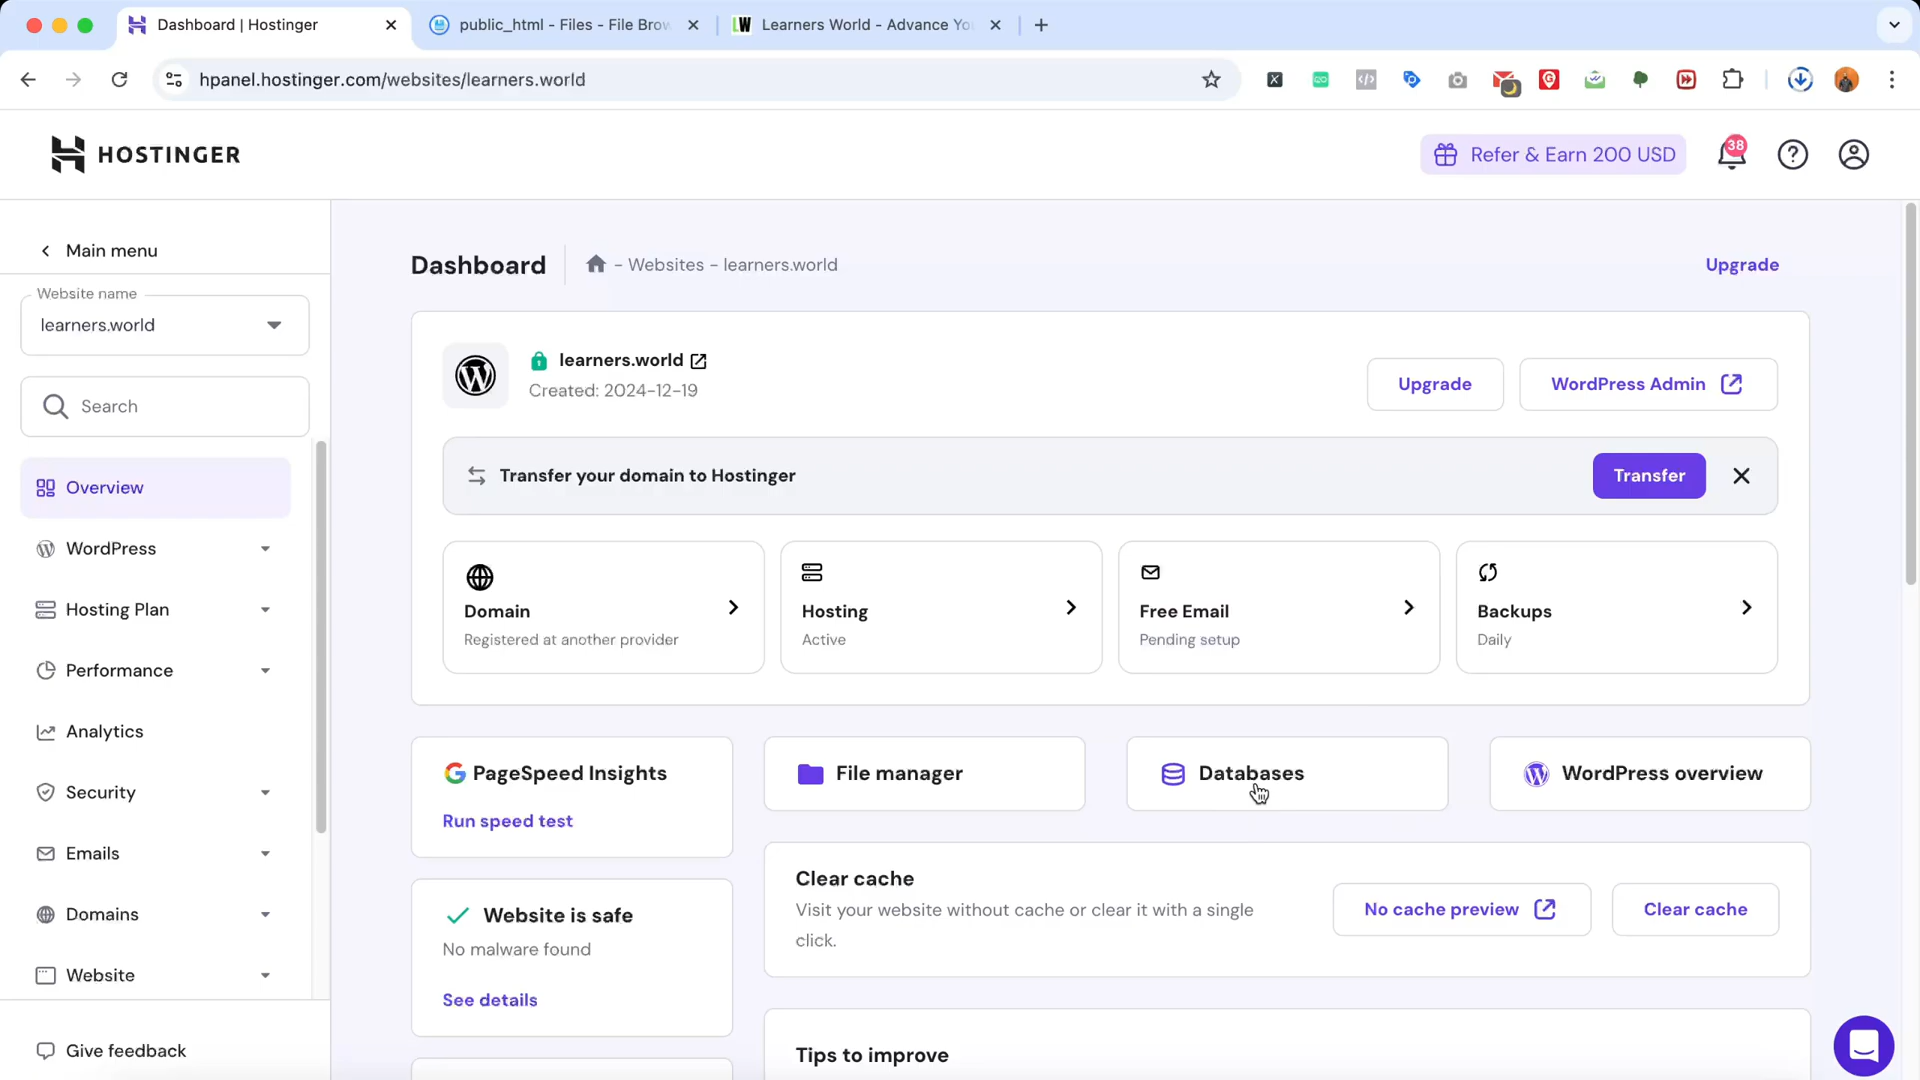 Dashboard | Hostinger
public_html - Files - File Brow
LW Learners World - Advance Yo
hpanel.hostinger.com/websites/learners.world
HOSTINGER
Refer & Earn 200 USD
38
Main menu
Website name
learners.world
Search
Overview
WordPress
Hosting Plan
Performance
Analytics
Security
Emails
Domains
Website
Give feedback
Dashboard
- Websites - learners.world
Upgrade
learners.world
Created: 2024-12-19
Upgrade
WordPress Admin
Transfer your domain to Hostinger
Transfer
Domain
Registered at another provider
Hosting
Active
Free Email
Pending setup
Backups
Daily
PageSpeed Insights
Run speed test
File manager
Databases
WordPress overview
Website is safe
No malware found
See details
Clear cache
Visit your website without cache or clear it with a single
click.
No cache preview
Clear cache
Tips to improve